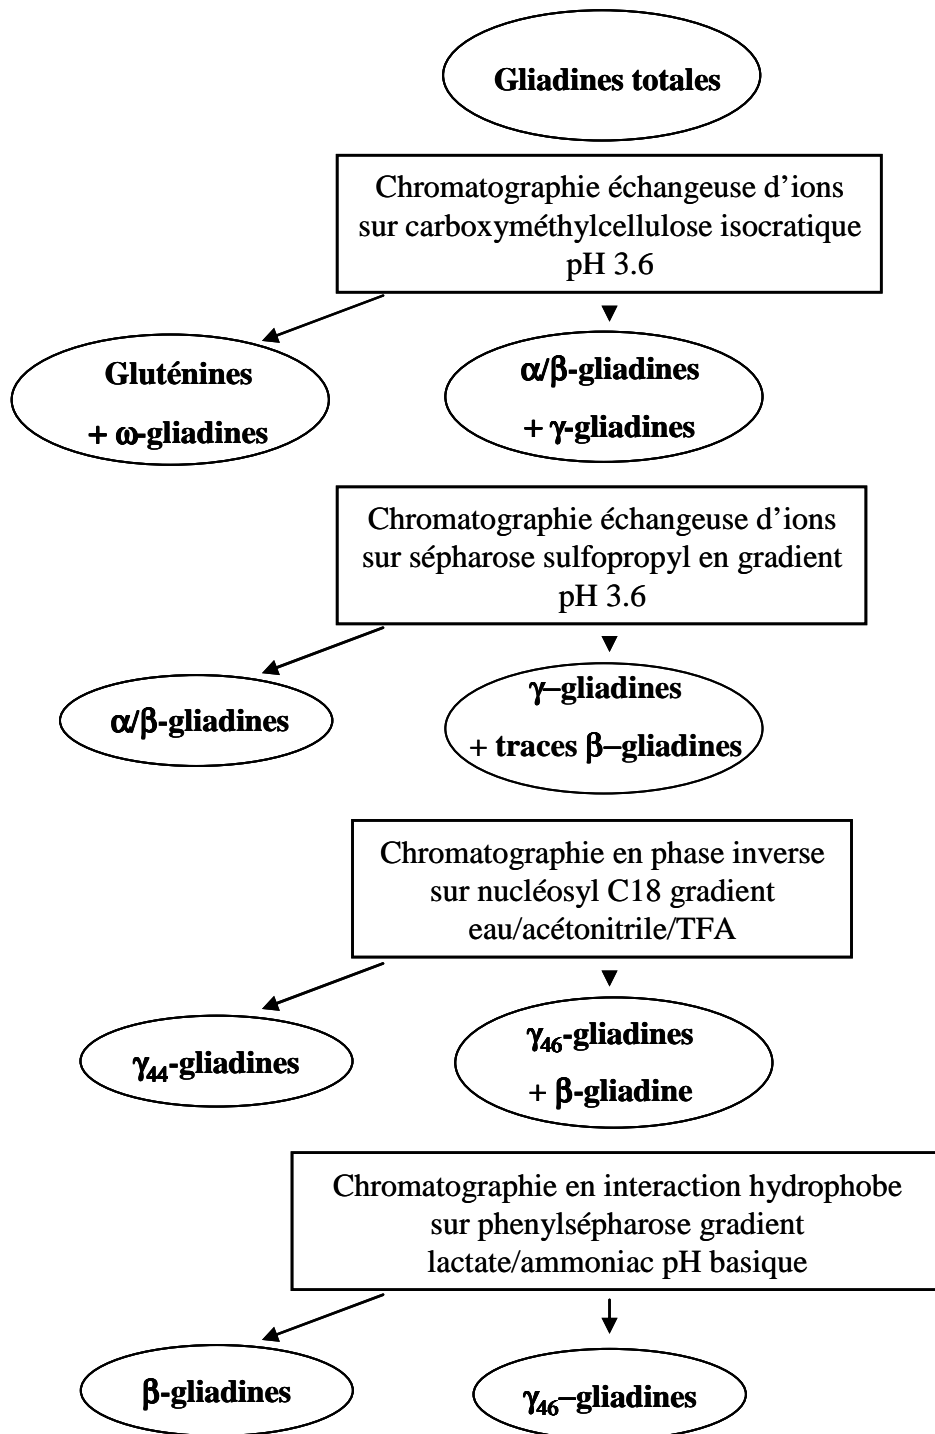 Gliadines totales
Chromatographie échangeuse d’ions
sur carboxyméthylcellulose isocratique
pH 3.6
Gluténines
+ ω-gliadines
α/β-gliadines
+ γ-gliadines
Chromatographie échangeuse d’ions
sur sépharose sulfopropyl en gradient
pH 3.6
α/β-gliadines
γ–gliadines
+ traces β–gliadines
Chromatographie en phase inverse
sur nucléosyl C18 gradient
eau/acétonitrile/TFA
γ44-gliadines
γ46-gliadines
+ β-gliadine
Chromatographie en interaction hydrophobe
sur phenylsépharose gradient
lactate/ammoniac pH basique
β-gliadines
γ46–gliadines